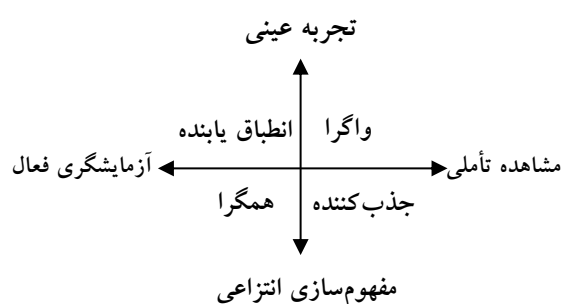 تجربه عینی
واگرا
انطباق یابنده
مشاهده تأملی
آزمایشگری فعال
جذب‌کننده
همگرا
مفهوم‌سازی انتزاعی